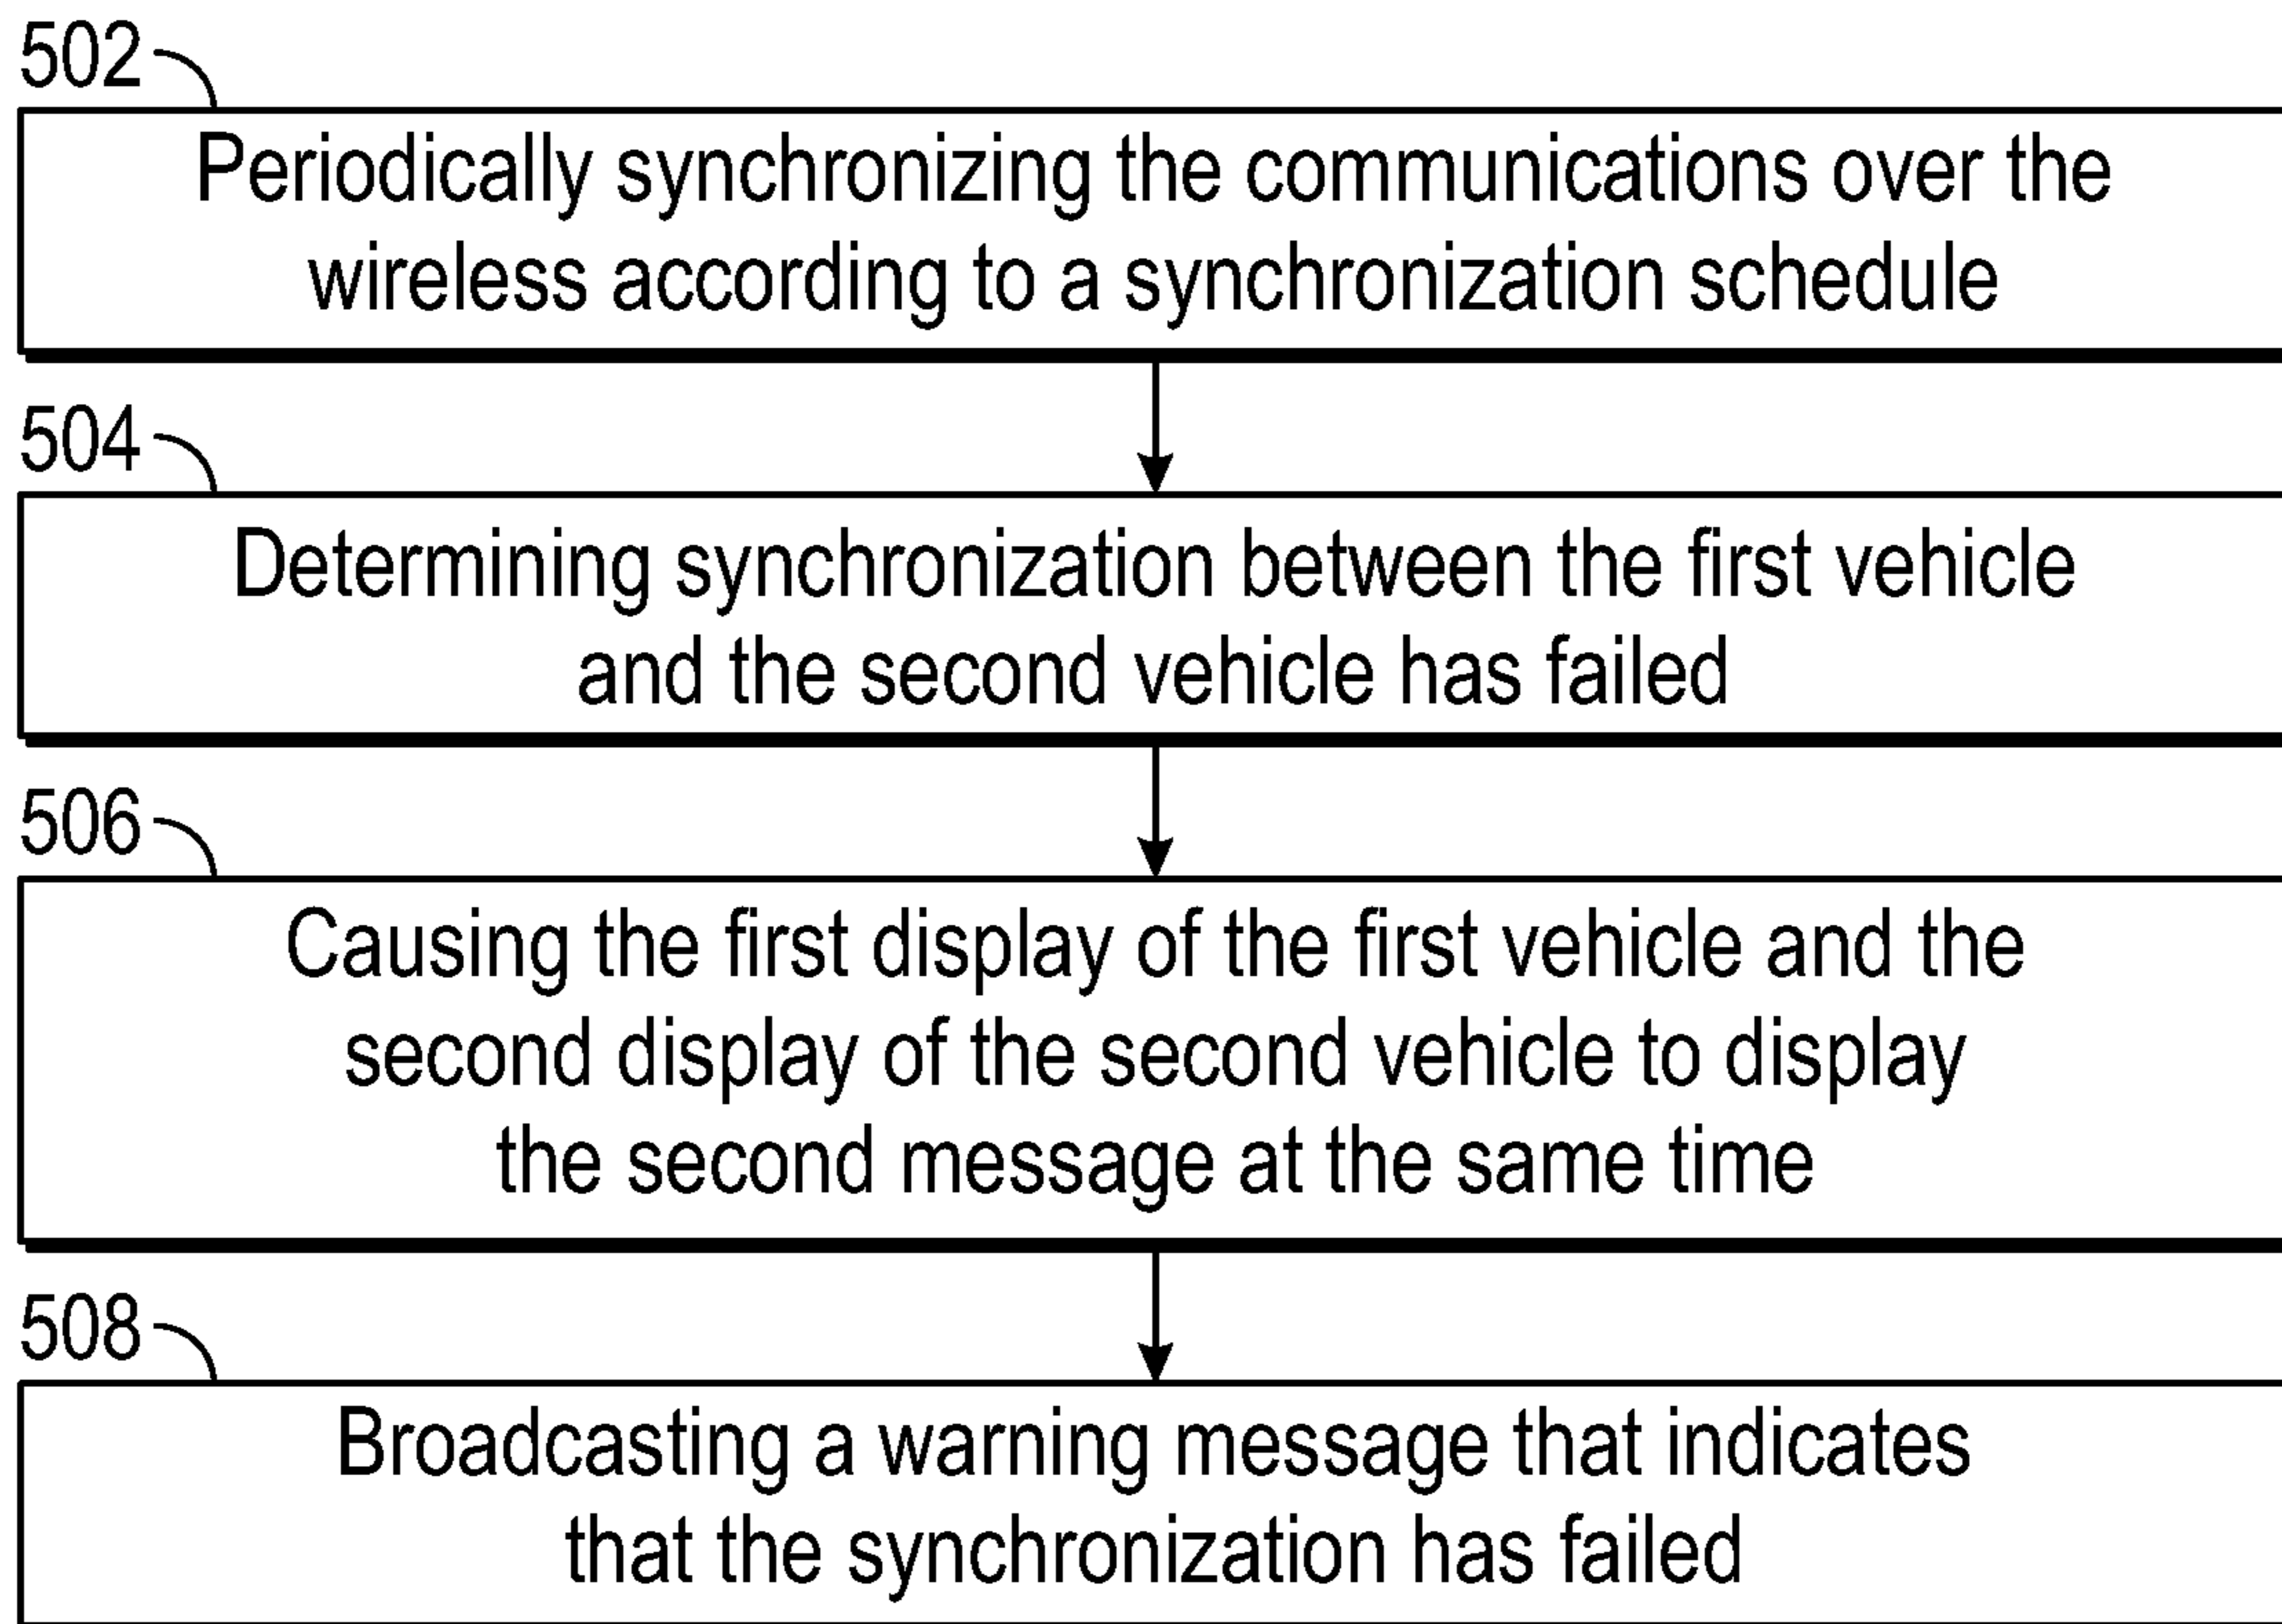 502
Periodically synchronizing the communications over the
wireless according to a synchronization schedule
504
Determining synchronization between the first vehicle
and the second vehicle has failed
506
Causing the first display of the first vehicle and the
second display of the second vehicle to display
the second message at the same time
508
Broadcasting a warning message that indicates
that the synchronization has failed